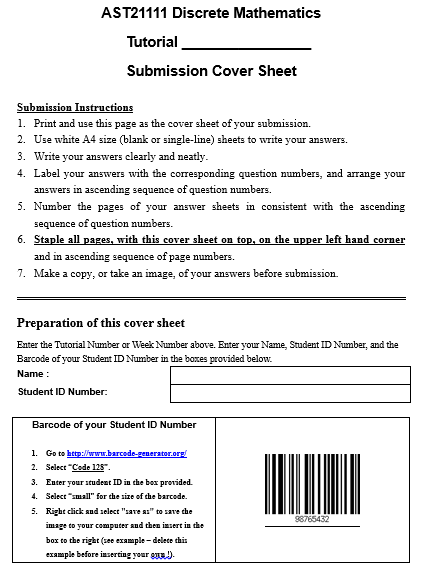 AST21111 Discrete Mathematics
Tutorial _______________
Submission Cover Sheet
Submission Instructions
1. Print and use this page as the cover sheet of your submission.
2. Use white A4 size (blank or single-line) sheets to write your answers.
3. Write your answers clearly and neatly.
4. Label your answers with the corresponding question numbers, and arrange your
answers in ascending sequence of question numbers.
5. Number the pages of your answer sheets in consistent with the ascending
sequence of question numbers.
6. Staple all pages, with this cover sheet on top, on the upper left hand corner
and in ascending sequence of page numbers.
7. Make a copy, or take an image, of your answers before submission.
Preparation of this cover sheet
Enter the Tutorial Number or Week Number above. Enter your Name, Student ID Number, and the
Barcode of your Student ID Number in the boxes provided below.
Name :
Student ID Number:
Barcode of your Student ID Number
1. Go to http://www.barcode-generator.org/
2. Select "Code 128".
3. Enter your student ID in the box provided.
4. Select "small" for the size of the barcode.
5. Right click and select "save as" to save the
image to your computer and then insert in the
box to the right (see example – delete this
example before inserting your own !).
98765432